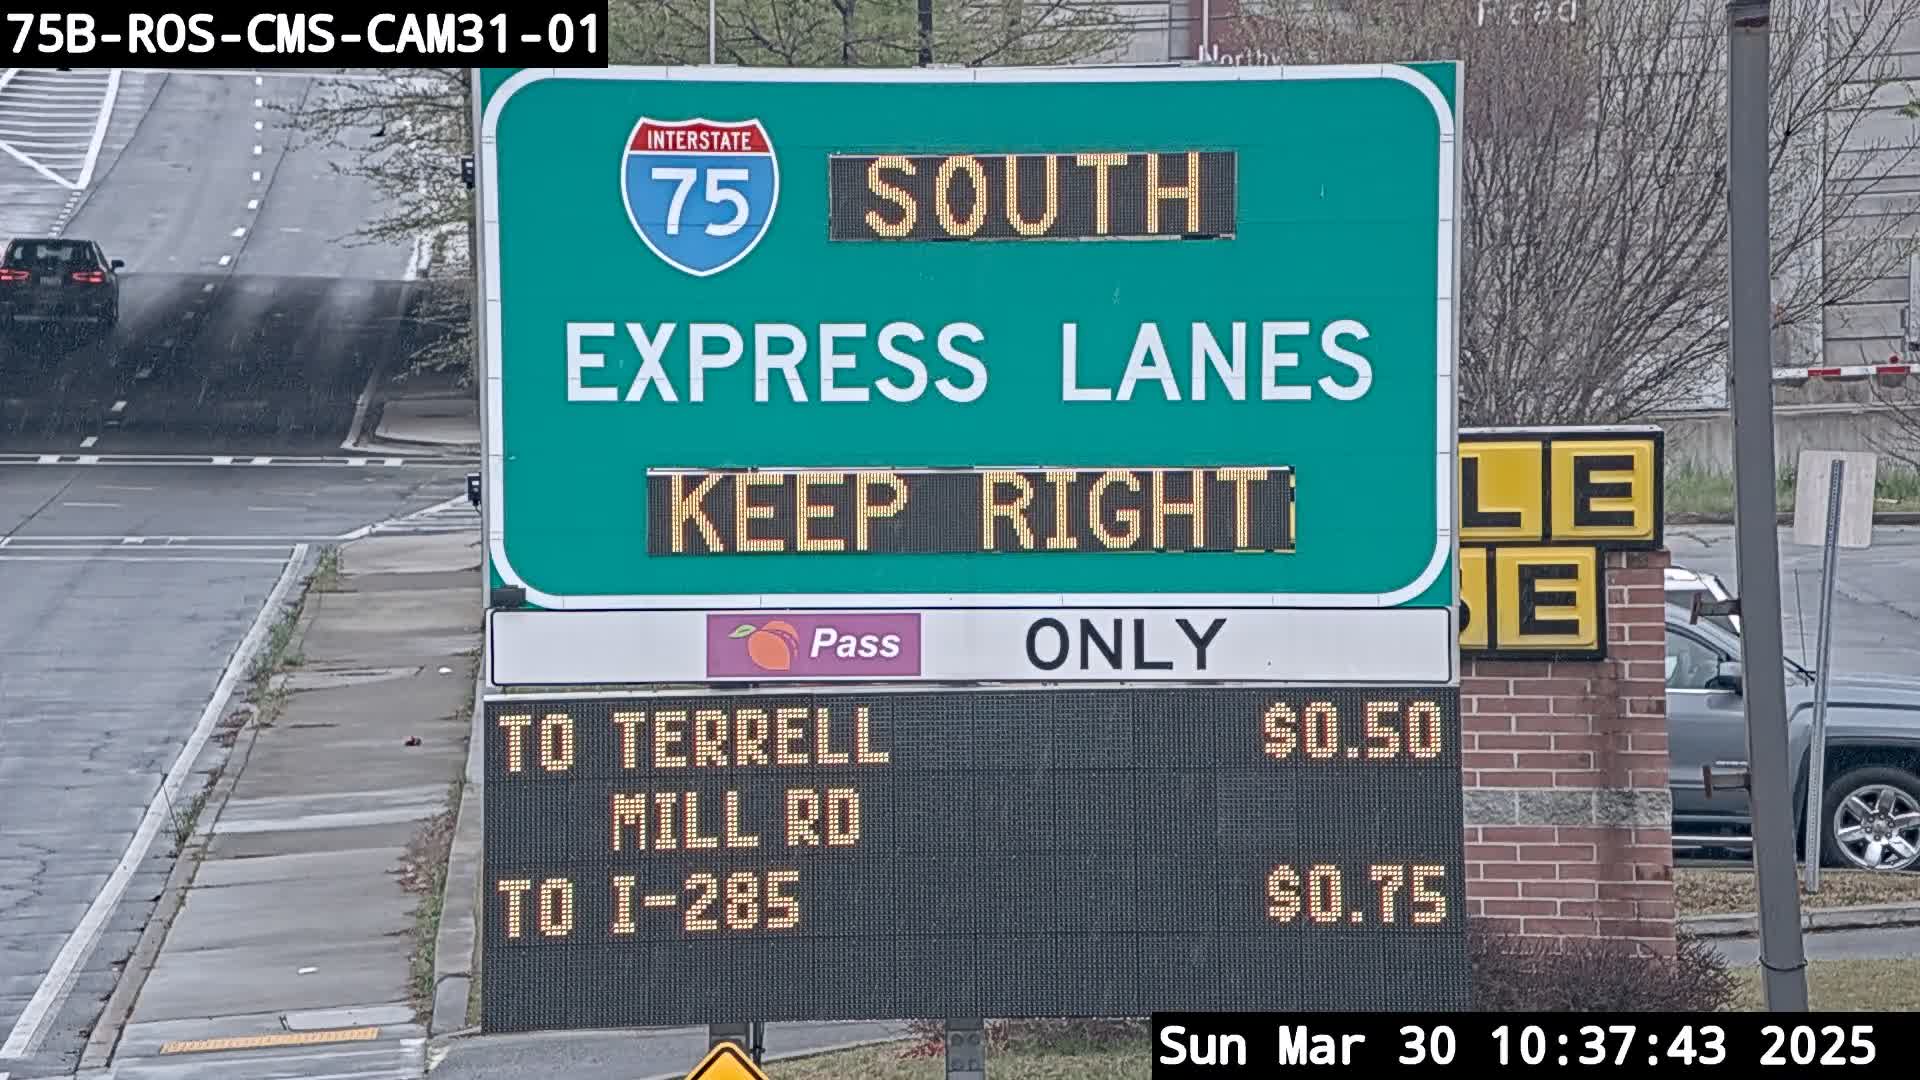 75B-ROS-CMS-CAM31-01
Road
INTERSTATE
75
SOUTH
EXPRESS LANES
KEEP RIGHT
LE
E
Pass ONLY
TO TERRELL $0.50
MILL RD
TO I-285 $0.75
Sun Mar 30 10:37:43 2025